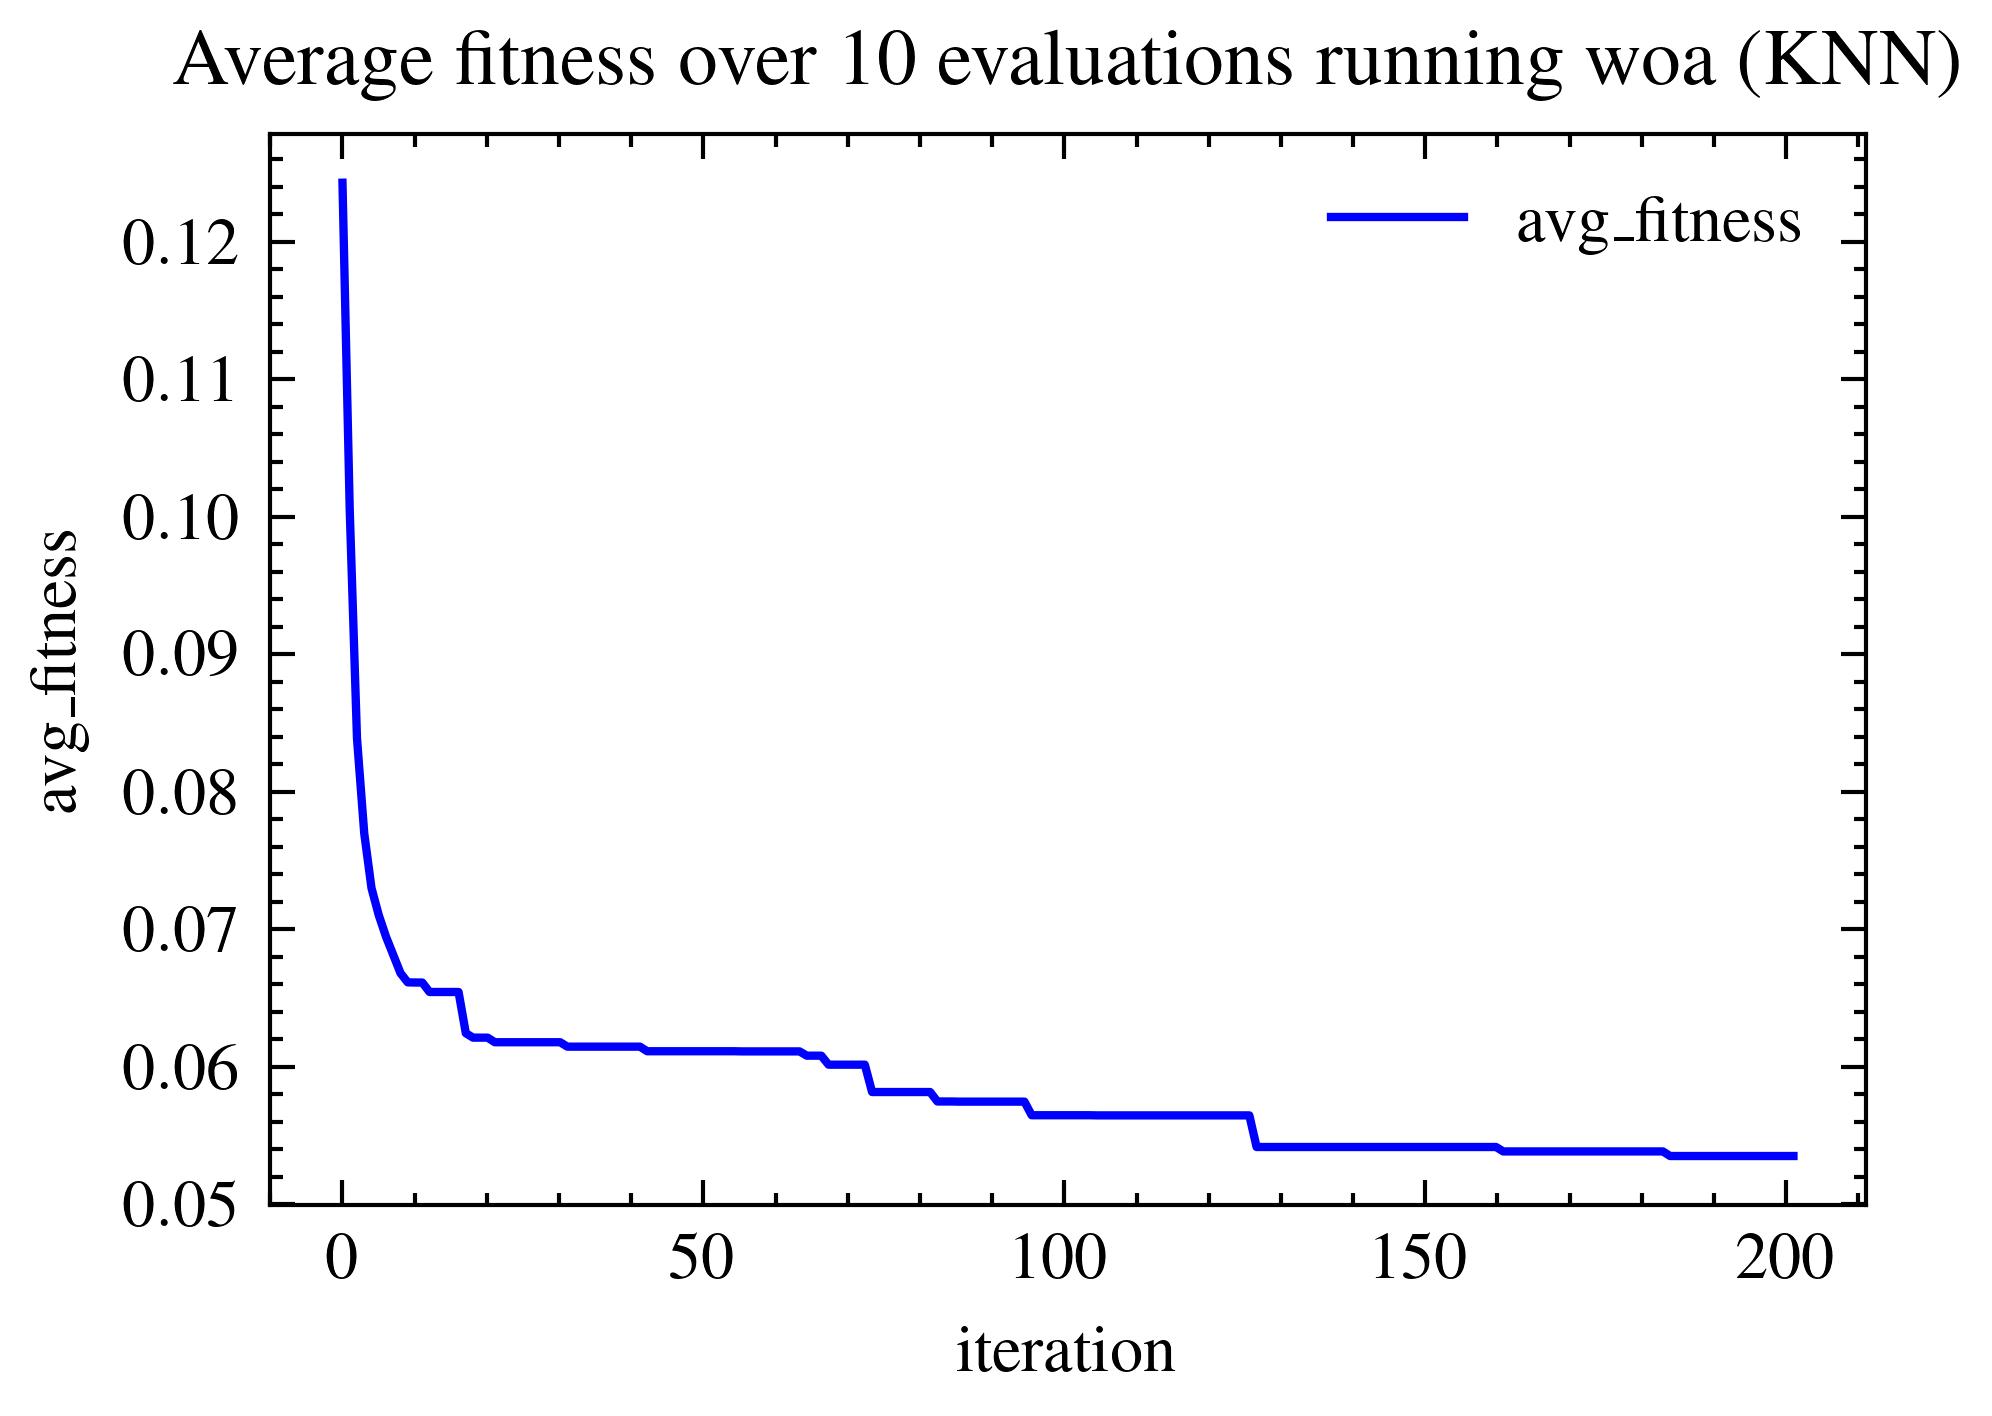 Average fitness over 10 evaluations running woa (KNN)
avg_fitness
0.12
0.11
0.10
0.09
0.08
0.07
0.06
0.05
avg_fitness
0 50 100 150 200
iteration